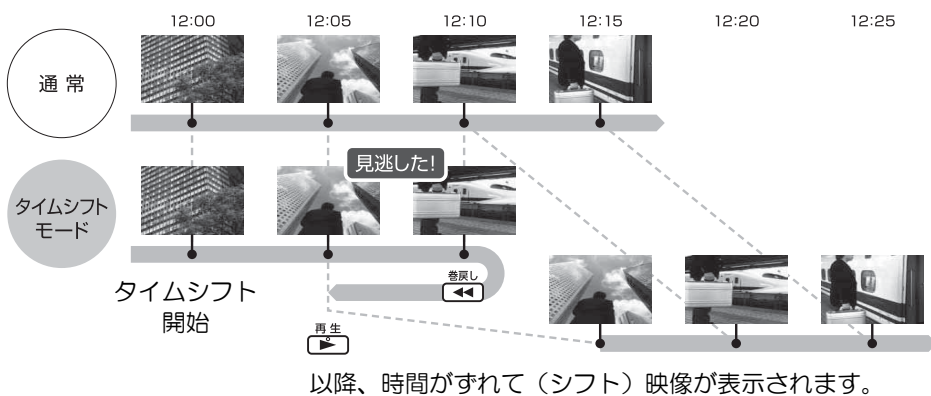 12:00 12:05 12:10 12:15 12:20 12:25
通 常
見逃した!
タイムシフト
モード
巻戻し
タイムシフト
開始
再 生
以降、時間がずれて（シフト）映像が表示されます。